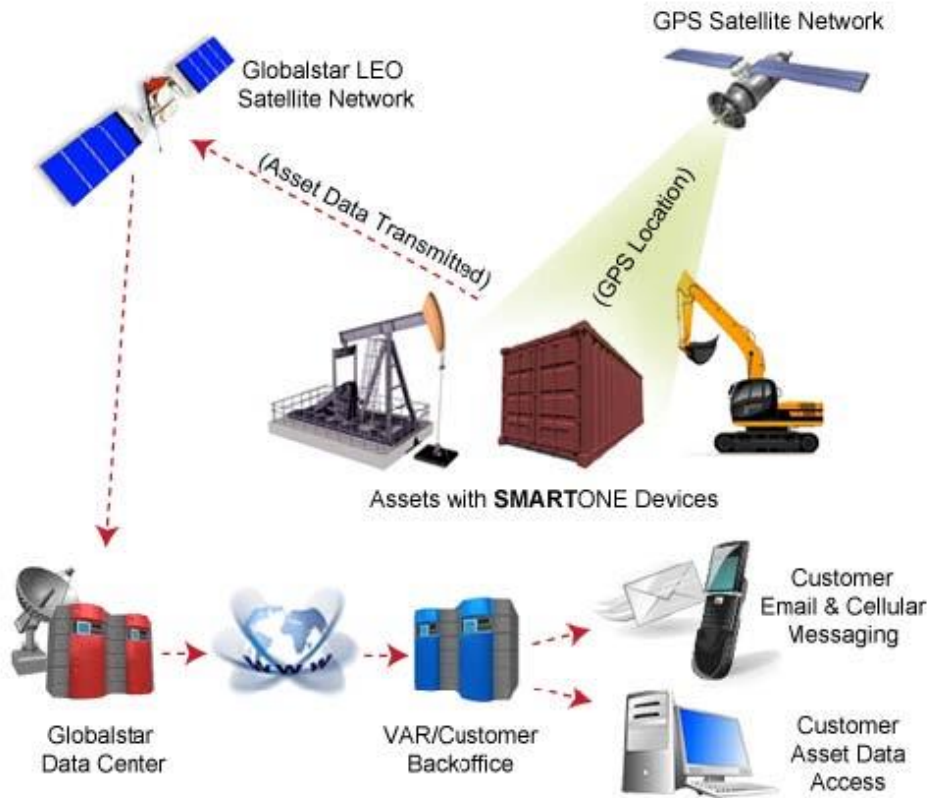 GPS Satellite Network
Globalstar LEO
Satellite Network
(Asset Data Transmitted)
(GPS Location)
Assets with SMARTONE Devices
WWW
Customer
Email & Cellular
Messaging
Globalstar
Data Center
VAR/Customer
Backoffice
Customer
Asset Data
Access